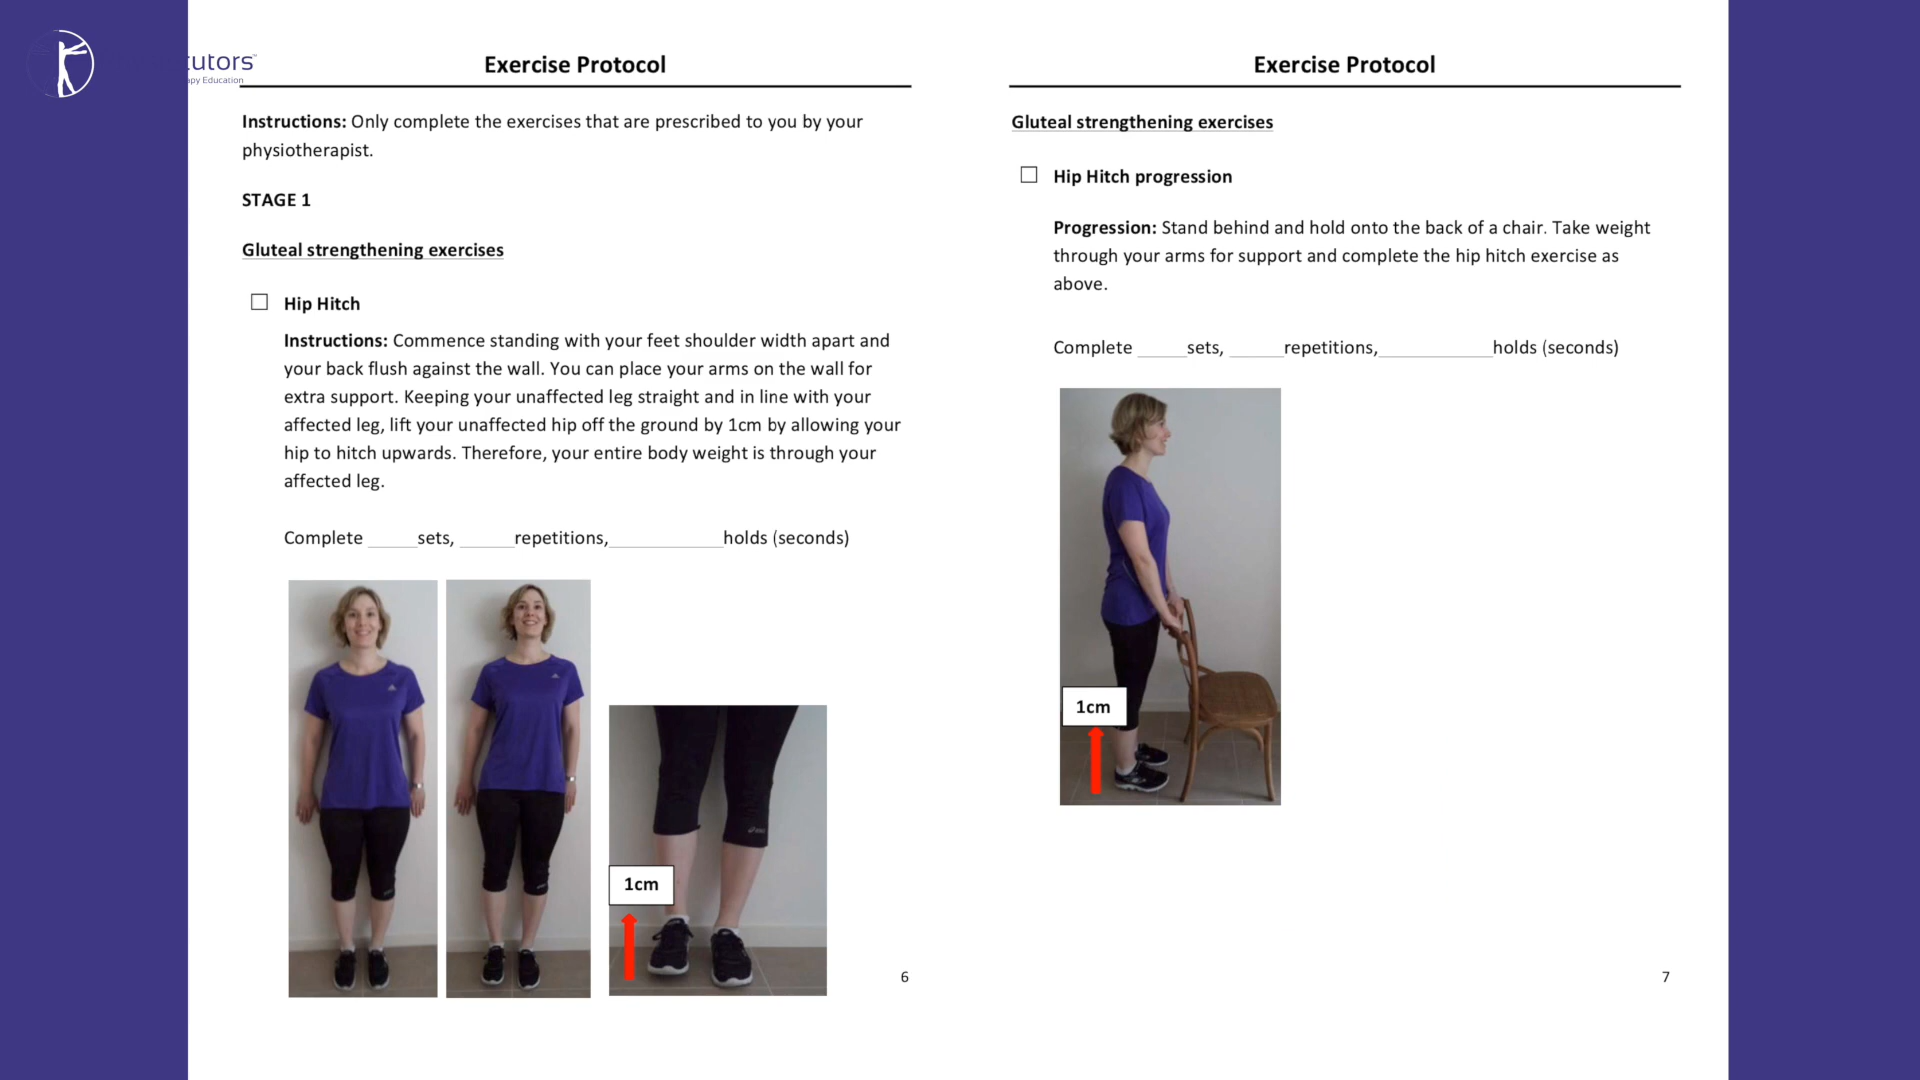 utors™
apy Education
Exercise Protocol
Instructions: Only complete the exercises that are prescribed to you by your
physiotherapist.
STAGE 1
Gluteal strengthening exercises
Hip Hitch
Instructions: Commence standing with your feet shoulder width apart and
your back flush against the wall. You can place your arms on the wall for
extra support. Keeping your unaffected leg straight and in line with your
affected leg, lift your unaffected hip off the ground by 1cm by allowing your
hip to hitch upwards. Therefore, your entire body weight is through your
affected leg.
Complete _____sets, _____repetitions,___________holds (seconds)
1cm
6
Exercise Protocol
Gluteal strengthening exercises
Hip Hitch progression
Progression: Stand behind and hold onto the back of a chair. Take weight
through your arms for support and complete the hip hitch exercise as
above.
Complete _____sets, _____repetitions,___________holds (seconds)
1cm
7